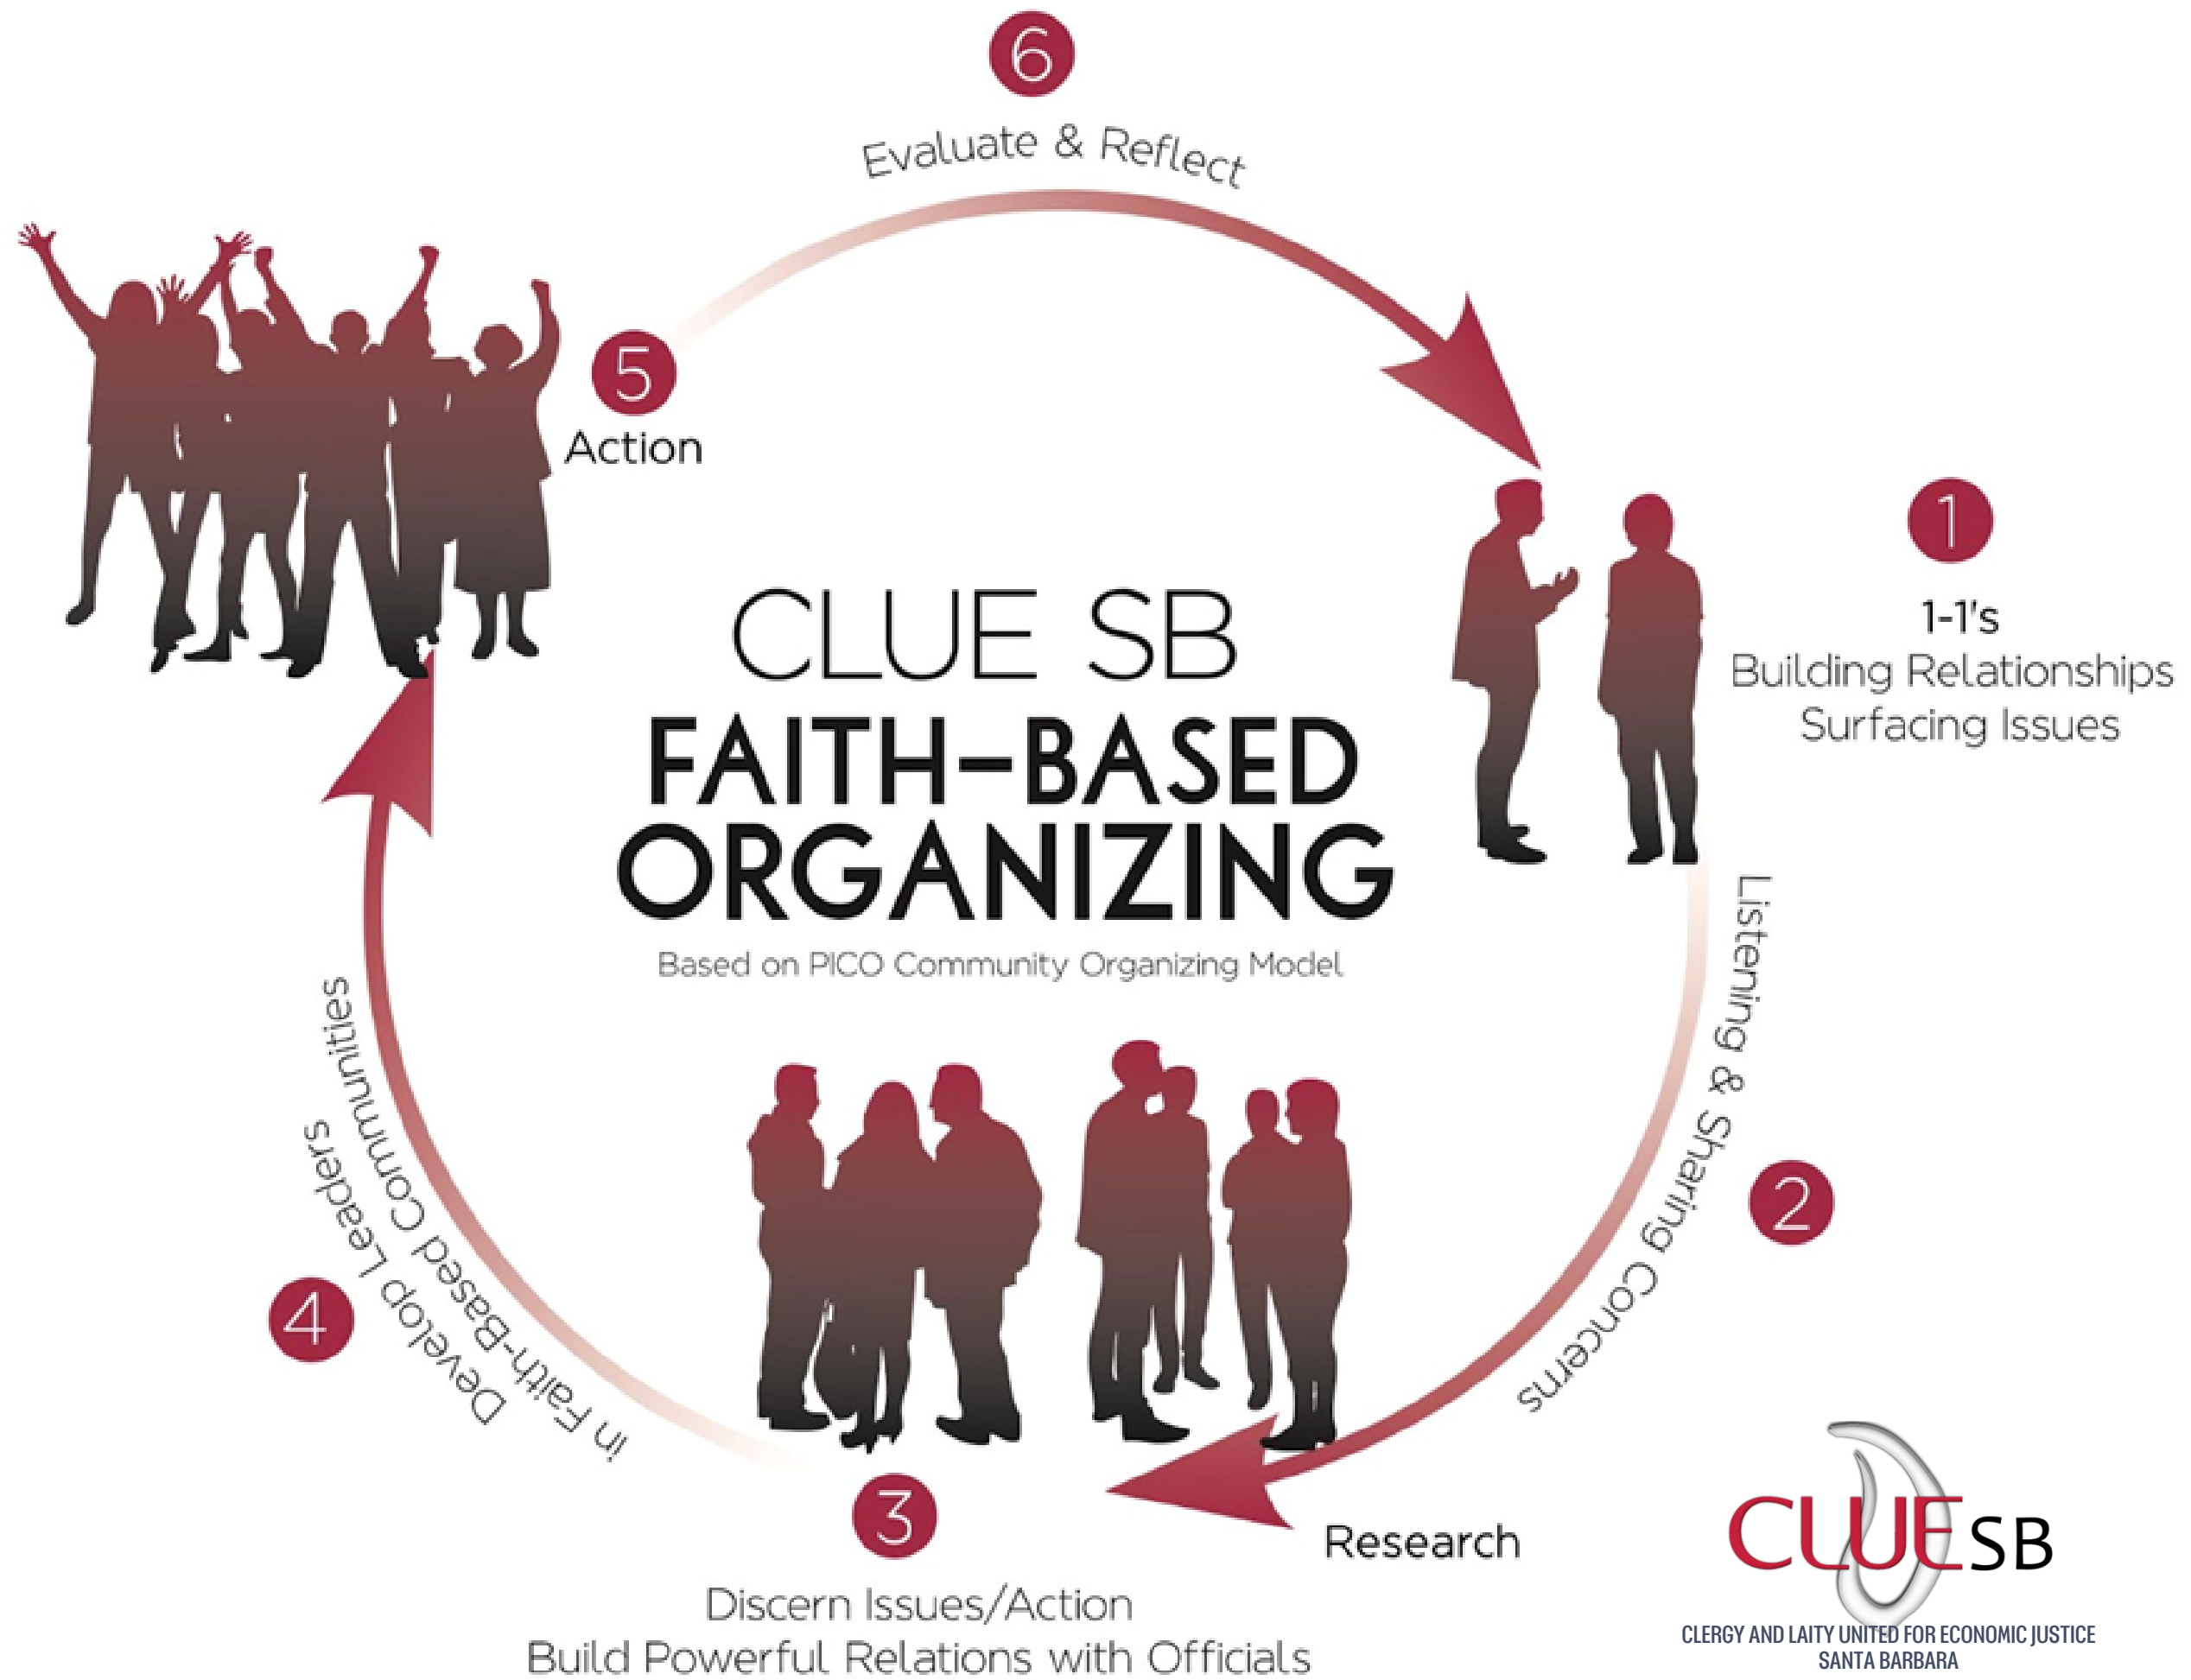 6
Evaluate & Reflect
5
Action
1
1-1's
Building Relationships
Surfacing Issues
CLUE SB
FAITH-BASED
ORGANIZING
Based on PICO Community Organizing Model
Listening & Sharing Concerns
2
Research
3
Discern Issues/Action
Build Powerful Relations with Officials
4
Develop Leaders
in Faith-Based Communities
CLUE SB
CLERGY AND LAITY UNITED FOR ECONOMIC JUSTICE
SANTA BARBARA